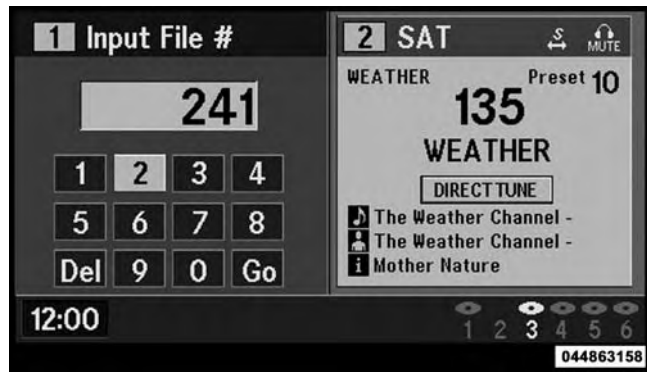 1 Input File #
241
1 2 3 4
5 6 7 8
Del 9 0 Go
2 SAT S MUTE
WEATHER Preset 10
135
WEATHER
DIRECT TUNE
The Weather Channel -
The Weather Channel -
i Mother Nature
12:00
1 2 3 4 5 6
044863158